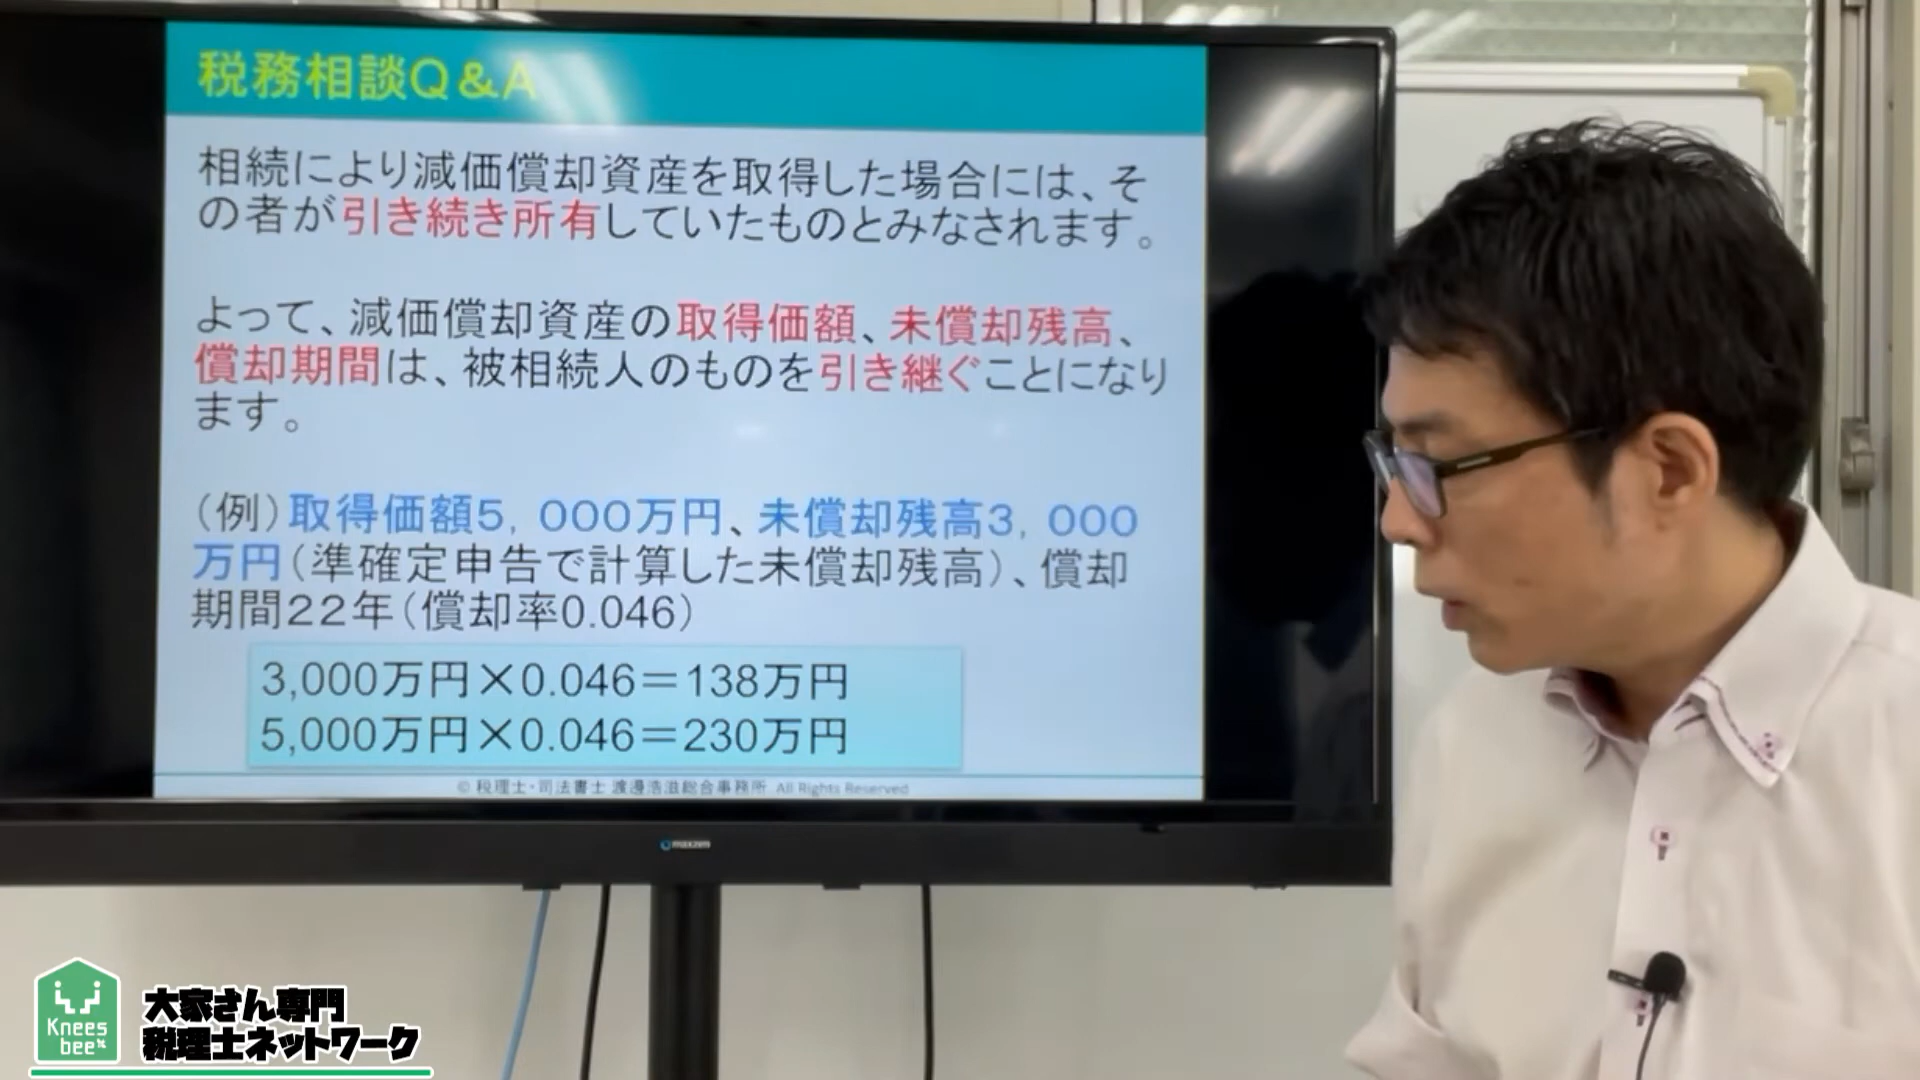 税務相談Q＆A
相続により減価償却資産を取得した場合には、そ
の者が引き続き所有していたものとみなされます。
よって、減価償却資産の取得価額、未償却残高、
償却期間は、被相続人のものを引き継ぐことになり
ます。
（例）取得価額５，０００万円、未償却残高３，０００
万円（準確定申告で計算した未償却残高）、償却
期間２２年（償却率0.046）
3,000万円×0.046＝138万円
5,000万円×0.046＝230万円
© 税理士・司法書士 渡邊浩滋総合事務所 All Rights Reserved
maxzen
Knees
bee
大家さん専門
税理士ネットワーク